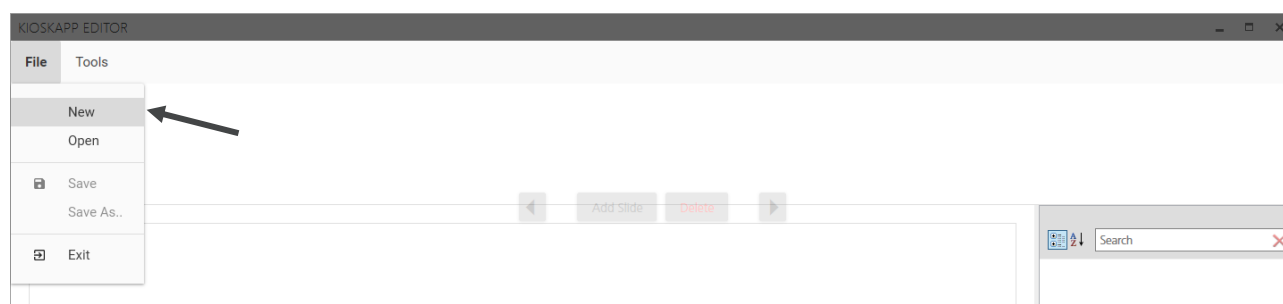 KIOSKAPP EDITOR
File Tools
New
Open
Save
Save As..
Add Slide Delete
A Z Search
Exit